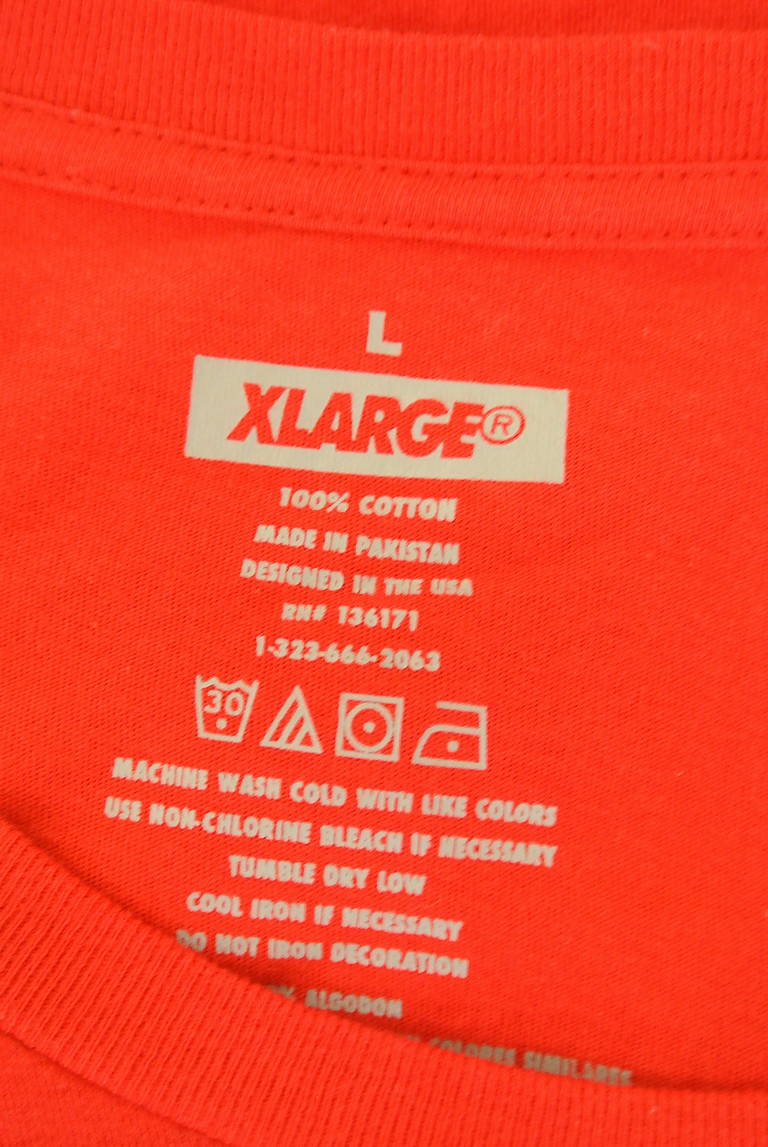 L
XLARGE®
100% COTTON
MADE IN PAKISTAN
DESIGNED IN THE USA
RN# 136171
1-323-666-2063
30
MACHINE WASH COLD WITH LIKE COLORS
USE NON-CHLORINE BLEACH IF NECESSARY
TUMBLE DRY LOW
COOL IRON IF NECESSARY
DO NOT IRON DECORATION
ALGODON
COLORES SIMILARES